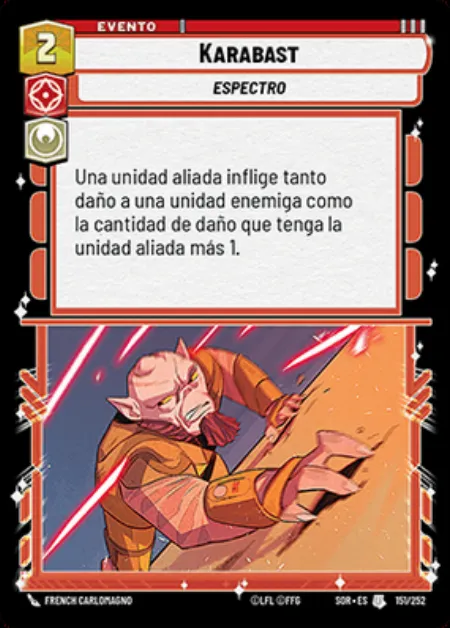 EVENTO
2
KARABAST
ESPECTRO
Una unidad aliada inflige tanto
daño a una unidad enemiga como
la cantidad de daño que tenga la
unidad aliada más 1.
FRENCH CARLOMAGNO
©LFL ©FFG
SOR • ES
151/252